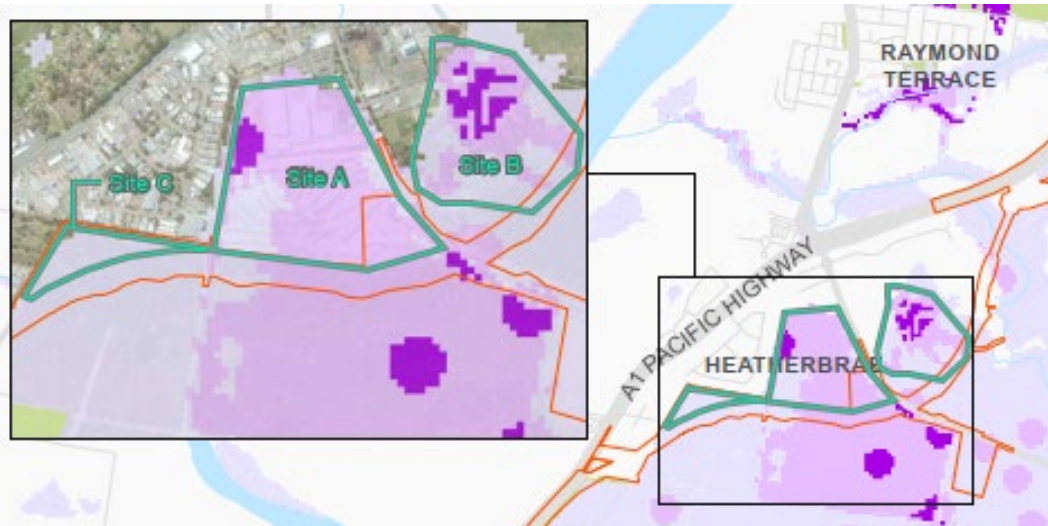 Site C
Site A
Site B
RAYMOND
TERRACE
A1 PACIFIC HIGHWAY
HEATHERBRAE